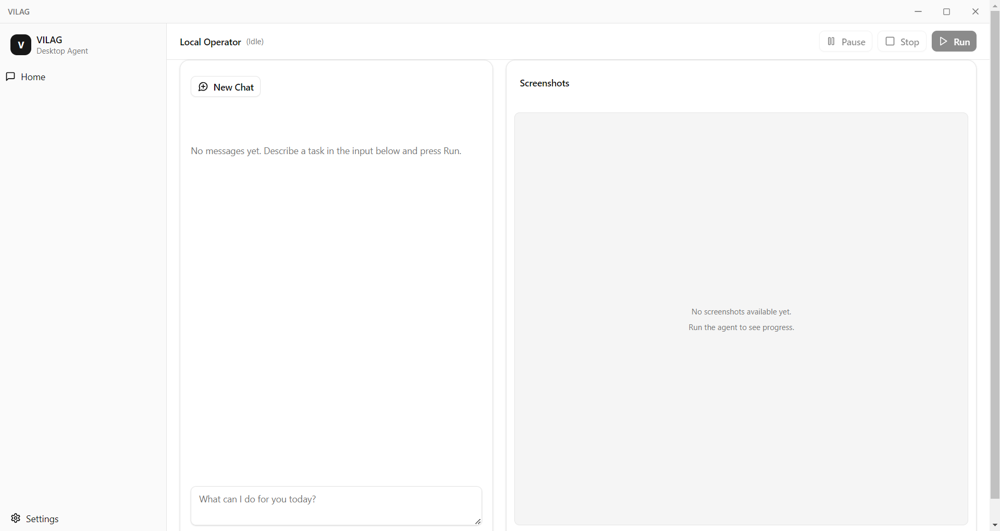 VILAG
V
VILAG
Desktop Agent
Home
Settings
Local Operator (Idle)
Pause
Stop
Run
New Chat
No messages yet. Describe a task in the input below and press Run.
What can I do for you today?
Screenshots
No screenshots available yet.
Run the agent to see progress.